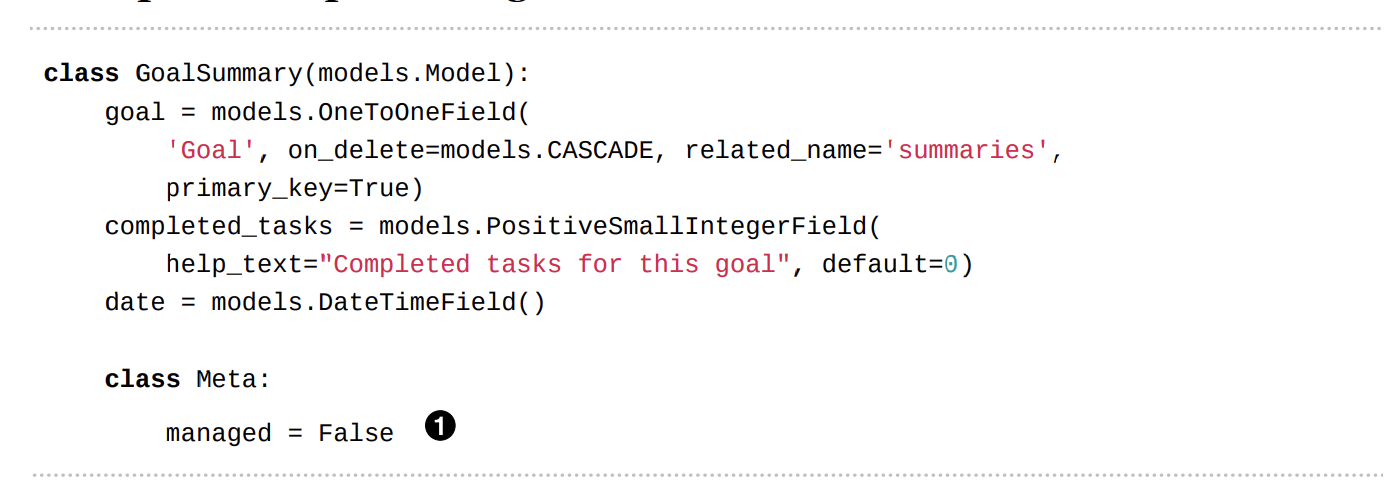 class GoalSummary(models.Model):
    goal = models.OneToOneField(
        'Goal', on_delete=models.CASCADE, related_name='summaries',
        primary_key=True)
    completed_tasks = models.PositiveSmallIntegerField(
        help_text="Completed tasks for this goal", default=0)
    date = models.DateTimeField()

    class Meta:
        managed = False ❶